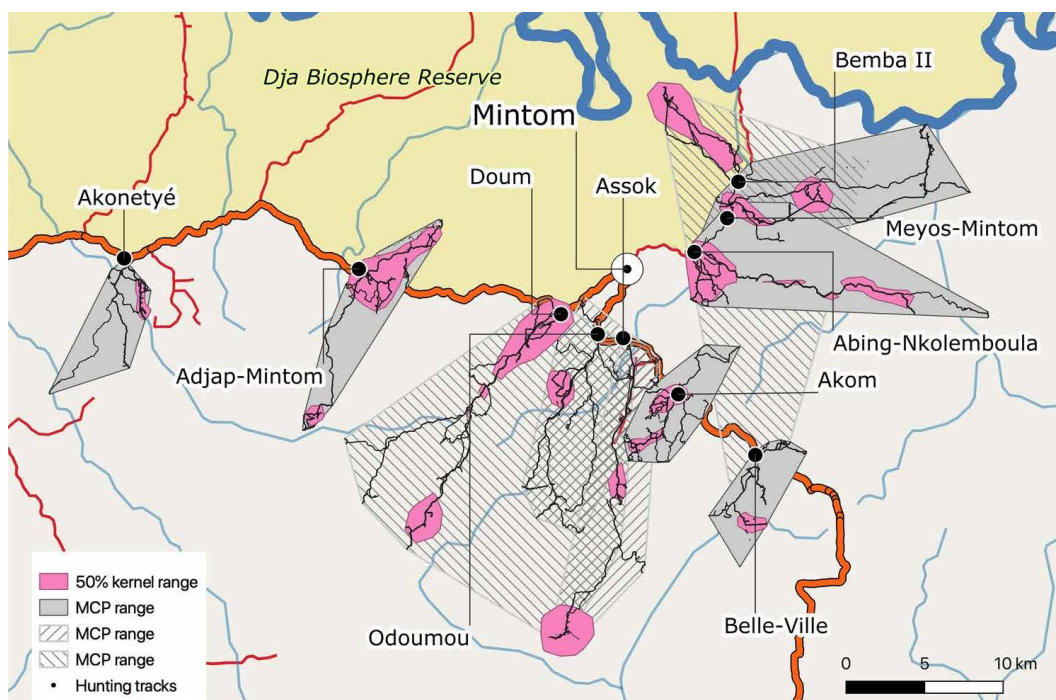 Bemba II
Dja Biosphere Reserve
Mintom
Doum
Assok
Akonetyé
Meyos-Mintom
Abing-Nkolemboula
Adjap-Mintom
Akom
50% kernel range
MCP range
MCP range
MCP range
Hunting tracks
Odoumou
Belle-Ville
0 5 10 km